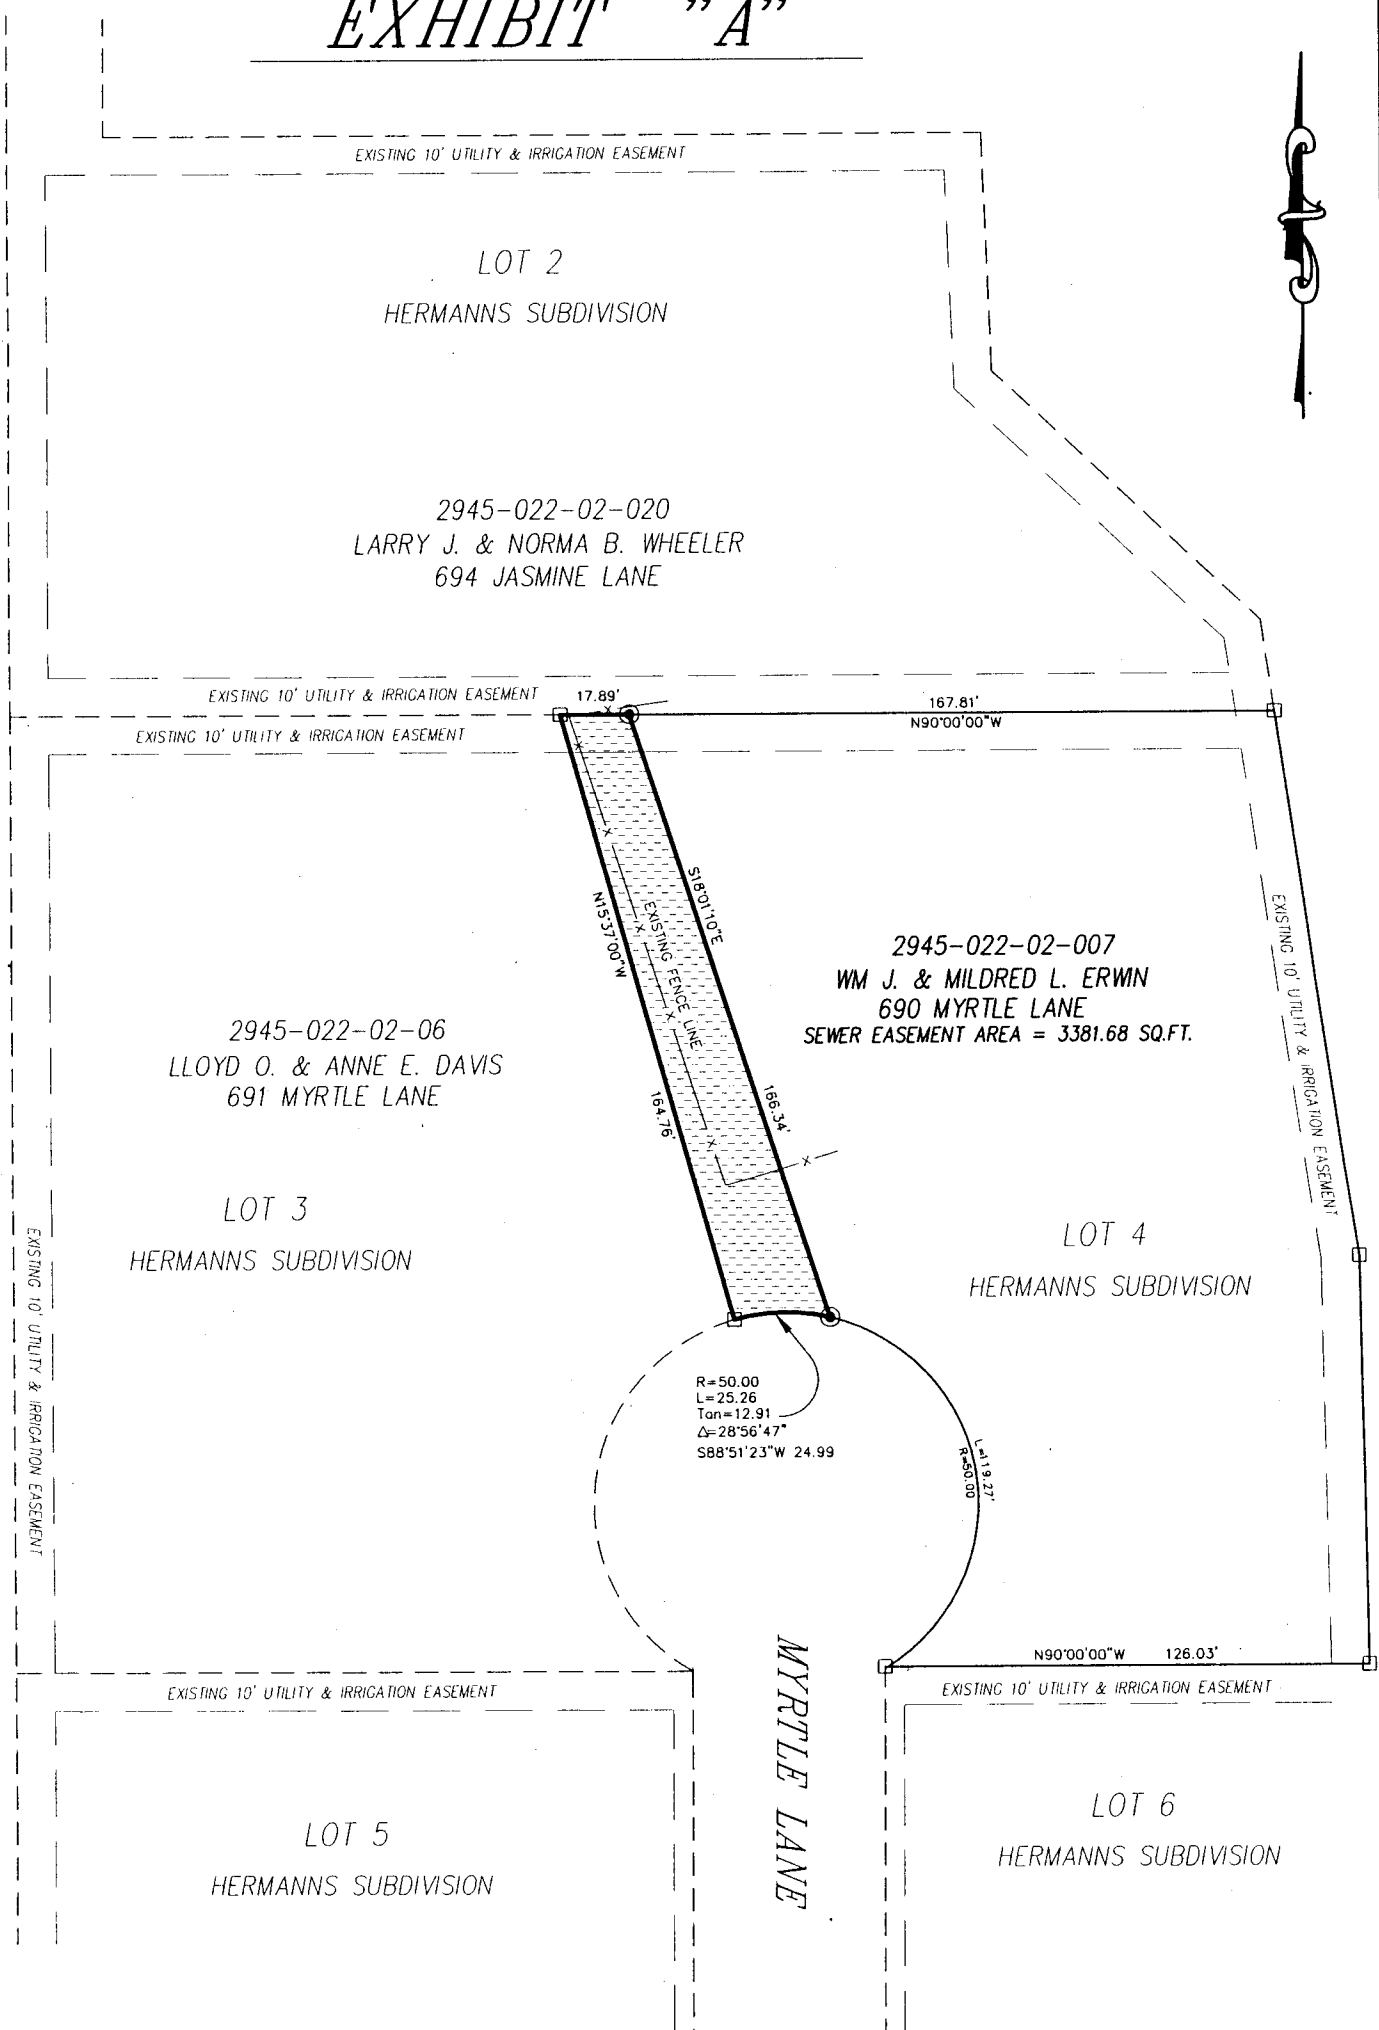 EXHIBIT "A"
EXISTING 10' UTILITY & IRRIGATION EASEMENT
LOT 2
HERMANNS SUBDIVISION
2945-022-02-020
LARRY J. & NORMA B. WHEELER
694 JASMINE LANE
EXISTING 10' UTILITY & IRRIGATION EASEMENT
17.89'
167.81'
N90°00'00"W
EXISTING 10' UTILITY & IRRIGATION EASEMENT
N15°37'00"W
164.76'
EXISTING FENCE LINE
S18°01'10"E
166.34'
2945-022-02-007
WM J. & MILDRED L. ERWIN
690 MYRTLE LANE
SEWER EASEMENT AREA = 3381.68 SQ.FT.
EXISTING 10' UTILITY & IRRIGATION EASEMENT
2945-022-02-06
LLOYD O. & ANNE E. DAVIS
691 MYRTLE LANE
LOT 3
HERMANNS SUBDIVISION
LOT 4
HERMANNS SUBDIVISION
EXISTING 10' UTILITY & IRRIGATION EASEMENT
R=50.00
L=25.26
Tan=12.91
Δ=28°56'47"
S88°51'23"W 24.99
L=119.27'
R=50.00
N90°00'00"W 126.03'
EXISTING 10' UTILITY & IRRIGATION EASEMENT
EXISTING 10' UTILITY & IRRIGATION EASEMENT
MYRTLE LANE
LOT 5
HERMANNS SUBDIVISION
LOT 6
HERMANNS SUBDIVISION